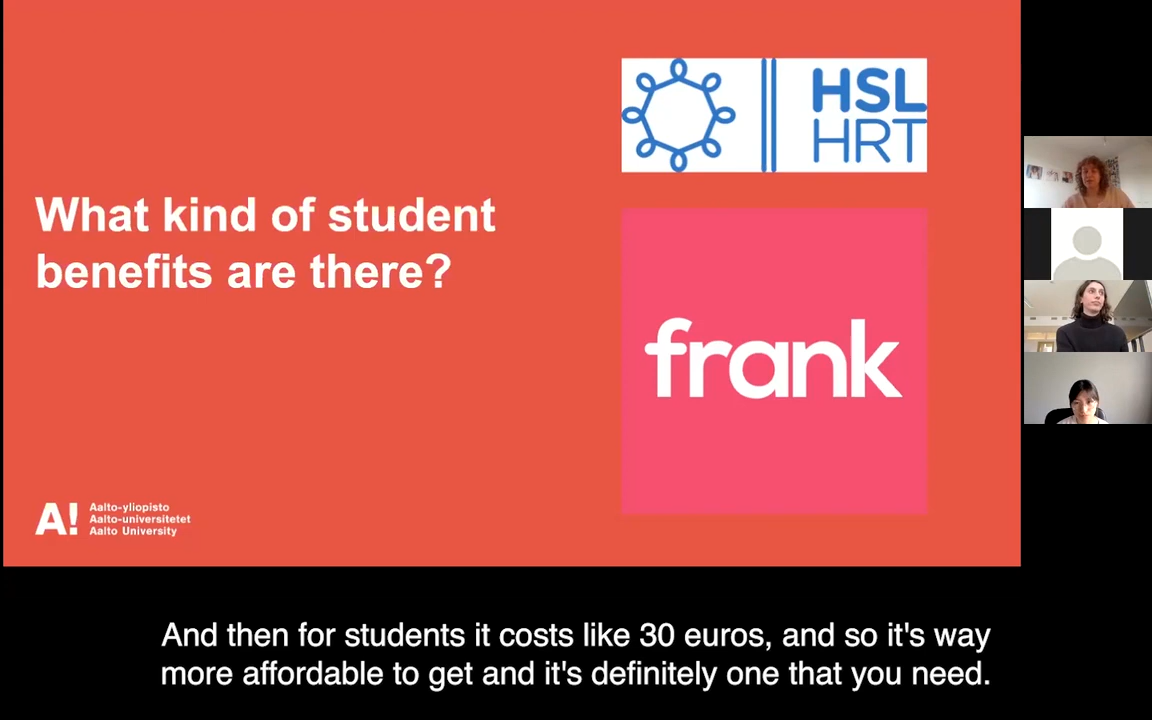 HSL
HRT
What kind of student
benefits are there?
frank
A!
Aalto-yliopisto
Aalto-universitetet
Aalto University
And then for students it costs like 30 euros, and so it's way
more affordable to get and it's definitely one that you need.